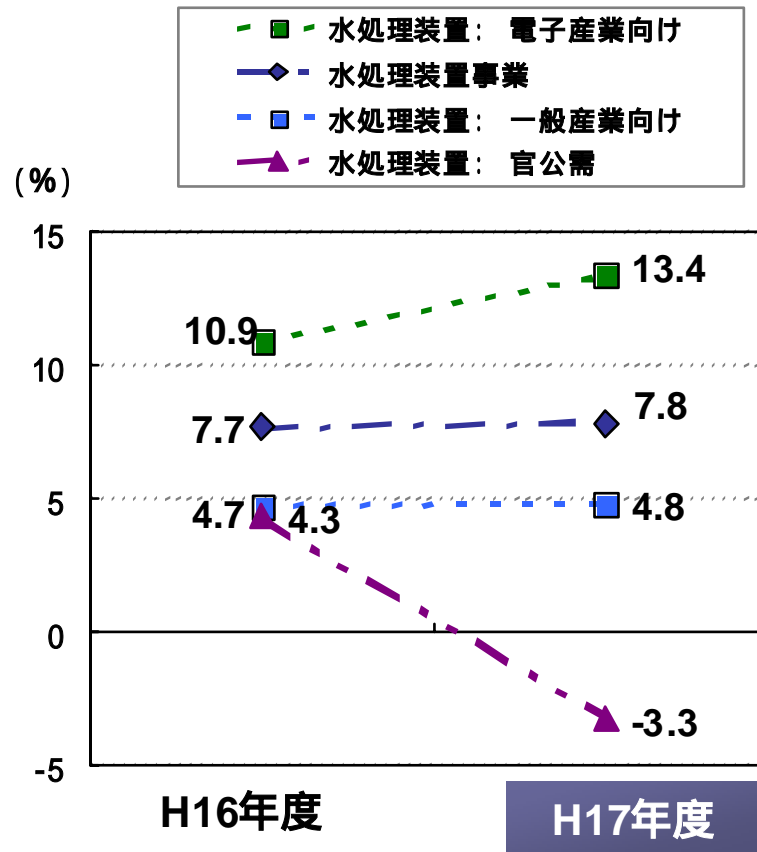 水処理装置： 電子産業向け
水処理装置事業
水処理装置： 一般産業向け
水処理装置： 官公需
(％)
15
13.4
10.9
10
7.8
7.7
5
4.7 4.3
4.8
0
-3.3
-5
H16年度
H17年度